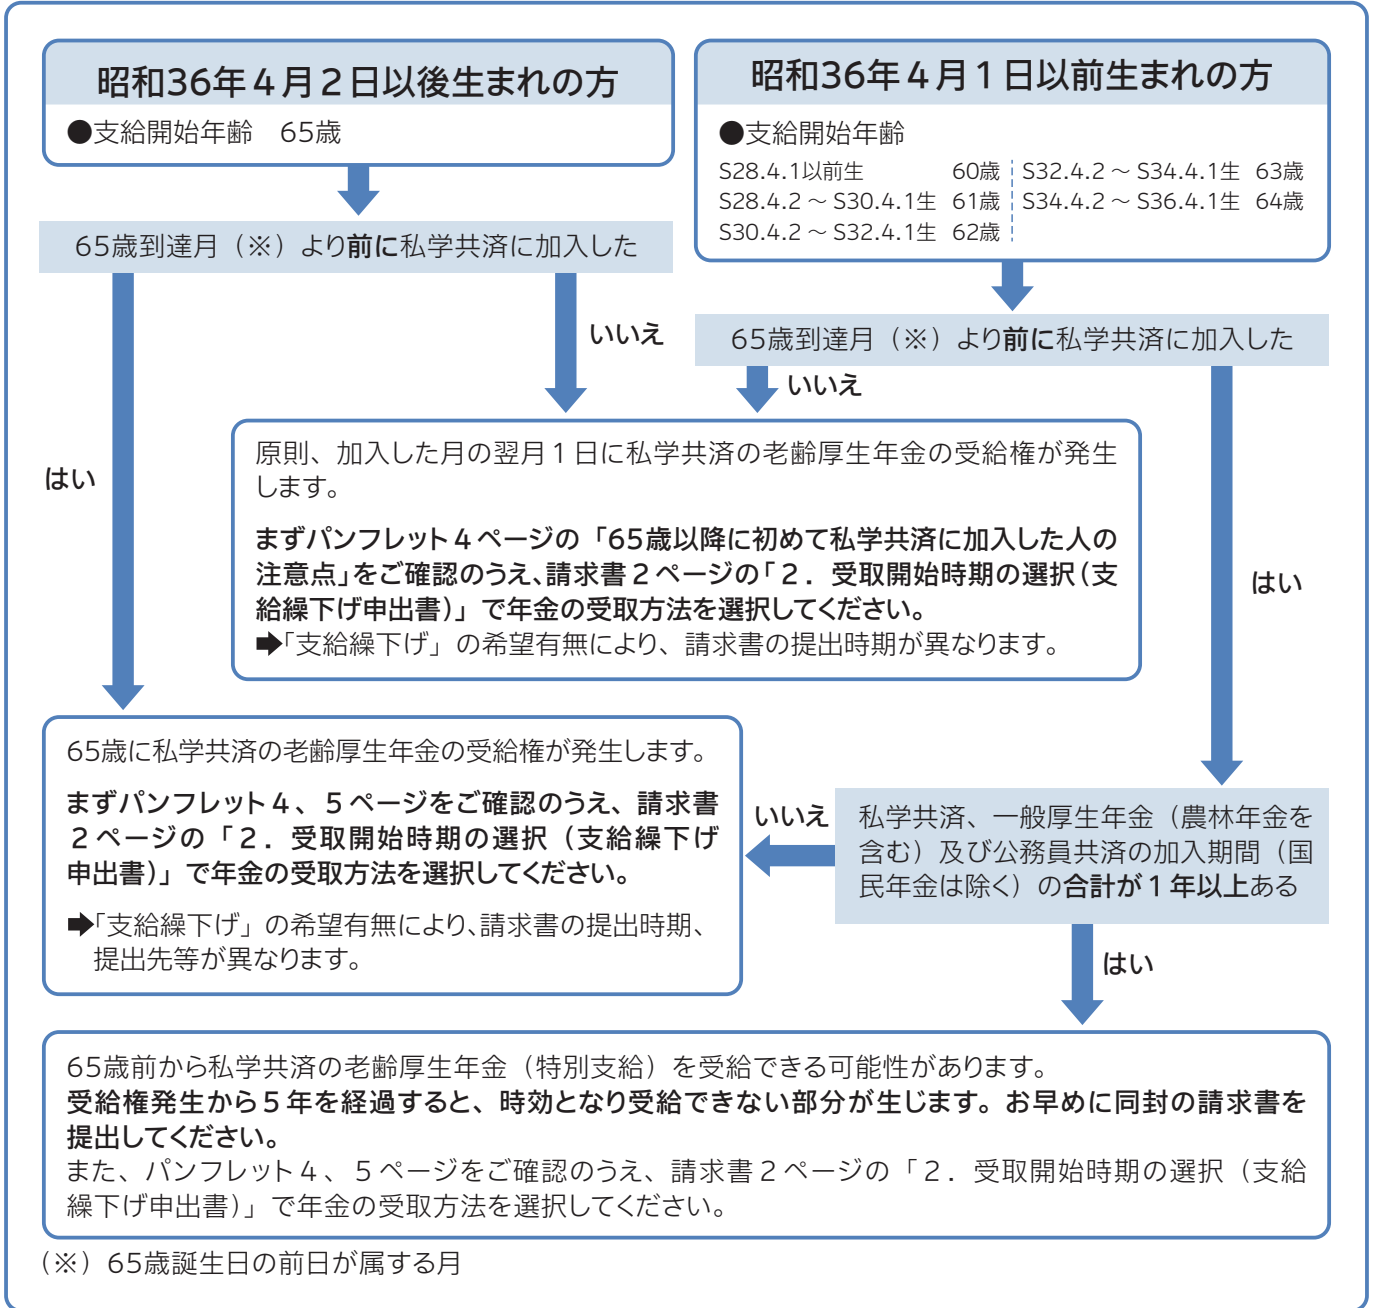 昭和36年4月2日以後生まれの方
●支給開始年齢　65歳
65歳到達月（※）より前に私学共済に加入した
はい
いいえ
昭和36年4月1日以前生まれの方
●支給開始年齢
S28.4.1以前生　60歳
S28.4.2 ～ S30.4.1生　61歳
S30.4.2 ～ S32.4.1生　62歳
S32.4.2 ～ S34.4.1生　63歳
S34.4.2 ～ S36.4.1生　64歳
65歳到達月（※）より前に私学共済に加入した
いいえ
はい
原則、加入した月の翌月1日に私学共済の老齢厚生年金の受給権が発生
します。
まずパンフレット4ページの「65歳以降に初めて私学共済に加入した人の
注意点」をご確認のうえ、請求書2ページの「2．受取開始時期の選択（支
給繰下げ申出書）」で年金の受取方法を選択してください。
➡「支給繰下げ」の希望有無により、請求書の提出時期が異なります。
65歳に私学共済の老齢厚生年金の受給権が発生します。
まずパンフレット4、5ページをご確認のうえ、請求書
2ページの「2．受取開始時期の選択（支給繰下げ
申出書）」で年金の受取方法を選択してください。
➡「支給繰下げ」の希望有無により、請求書の提出時期、
提出先等が異なります。
いいえ
私学共済、一般厚生年金（農林年金を
含む）及び公務員共済の加入期間（国
民年金は除く）の合計が1年以上ある
はい
65歳前から私学共済の老齢厚生年金（特別支給）を受給できる可能性があります。
受給権発生から5年を経過すると、時効となり受給できない部分が生じます。お早めに同封の請求書を
提出してください。
また、パンフレット4、5ページをご確認のうえ、請求書2ページの「2．受取開始時期の選択（支給
繰下げ申出書）」で年金の受取方法を選択してください。
（※）65歳誕生日の前日が属する月